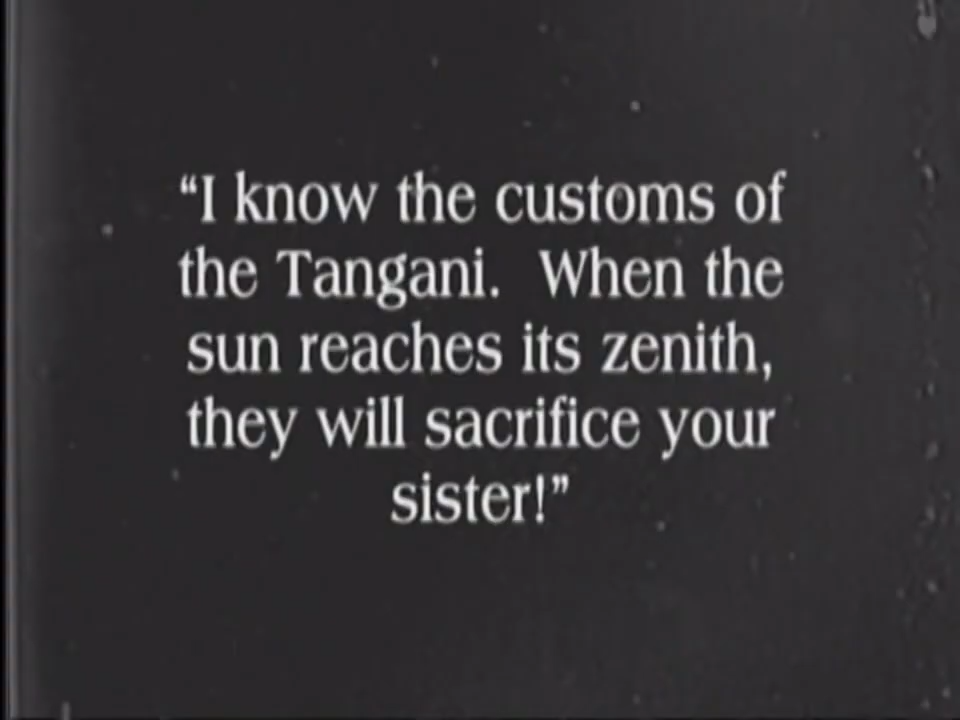 “I know the customs of
the Tangani.  When the
sun reaches its zenith,
they will sacrifice your
sister!”